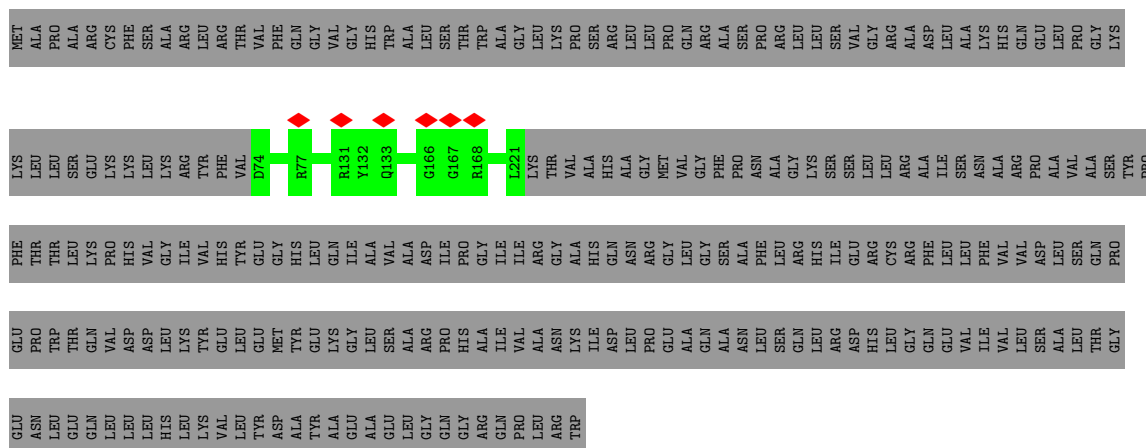 MET ALA PRO ALA ARG CYS PHE SER ALA ARG LEU ARG THR VAL PHE GLN GLY VAL GLY HIS TRP ALA LEU SER THR TRP ALA GLY LEU LYS PRO SER ARG LEU LEU PRO GLN ARG ALA SER PRO ARG LEU LEU SER VAL GLY ARG ALA ASP LEU ALA LYS HIS GLN GLU LEU PRO GLY LYS
LYS LEU LEU SER GLU LYS LYS LEU LYS ARG TYR PHE VAL D74 R77 R131 Y132 Q133 G166 G167 R168 L221 LYS THR VAL ALA HIS ALA GLY MET VAL GLY PHE PRO ASN ALA GLY LYS SER SER LEU LEU ARG ALA ILE SER ASN ALA ARG PRO ALA VAL ALA SER TYR PRO
PHE THR THR LEU LYS PRO HIS VAL GLY ILE VAL HIS TYR GLU GLY HIS LEU GLN ILE ALA VAL ALA ASP ILE PRO GLY ILE ILE ARG GLY ALA HIS GLN ASN ARG GLY LEU GLY SER ALA PHE LEU ARG HIS ILE GLU ARG CYS ARG PHE LEU LEU PHE VAL VAL ASP LEU SER GLN PRO
GLU PRO TRP THR GLN VAL ASP ASP LEU LYS TYR GLU LEU GLU MET TYR GLU LYS GLY LEU SER ALA ARG PRO HIS ALA ILE VAL ALA ASN LYS ILE ASP LEU PRO GLU ALA GLN ALA ASN LEU SER GLN LEU ARG ASP HIS LEU GLY GLN GLU VAL ILE VAL LEU SER ALA LEU THR GLY
GLU ASN LEU GLU GLN LEU LEU LEU HIS LEU LYS VAL LEU TYR ASP ALA TYR ALA GLU ALA GLU LEU GLY GLN GLY ARG GLN PRO LEU ARG TRP